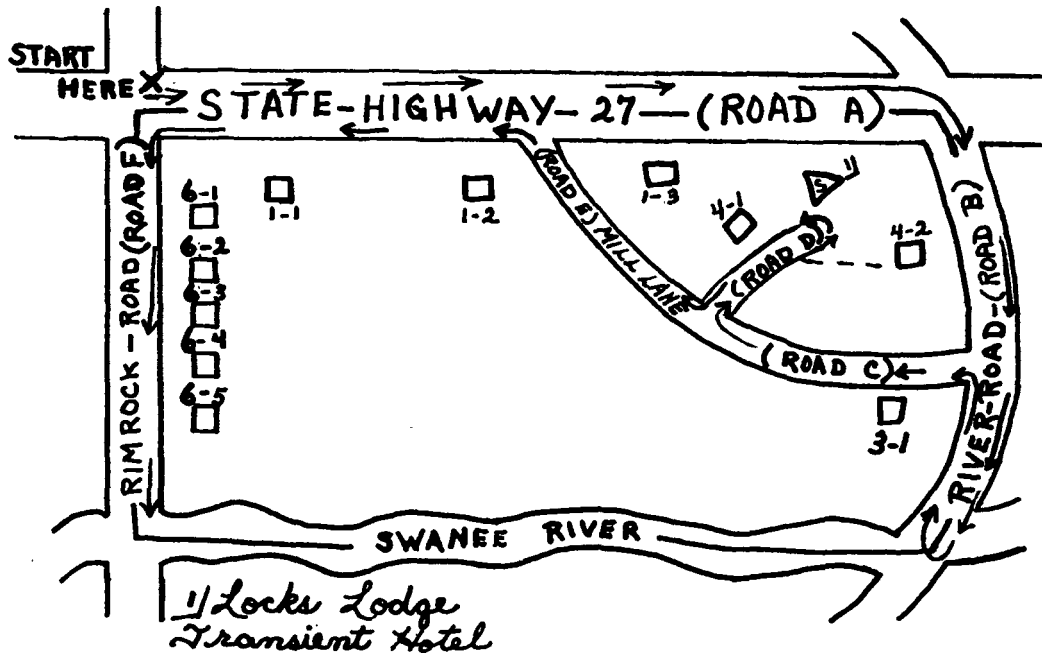 START
HERE X
STATE-HIGHWAY-27-(ROAD A)
RIMROCK-ROAD (ROAD F)
6-1
6-2
6-3
6-4
6-5
1-1
1-2
1-3
(ROAD E) MILL LANE
4-1
S 1/
(ROAD D)
4-2
(ROAD C)
3-1
RIVER-ROAD-(ROAD B)
SWANEE RIVER
1/ Locks Lodge
Transient Hotel